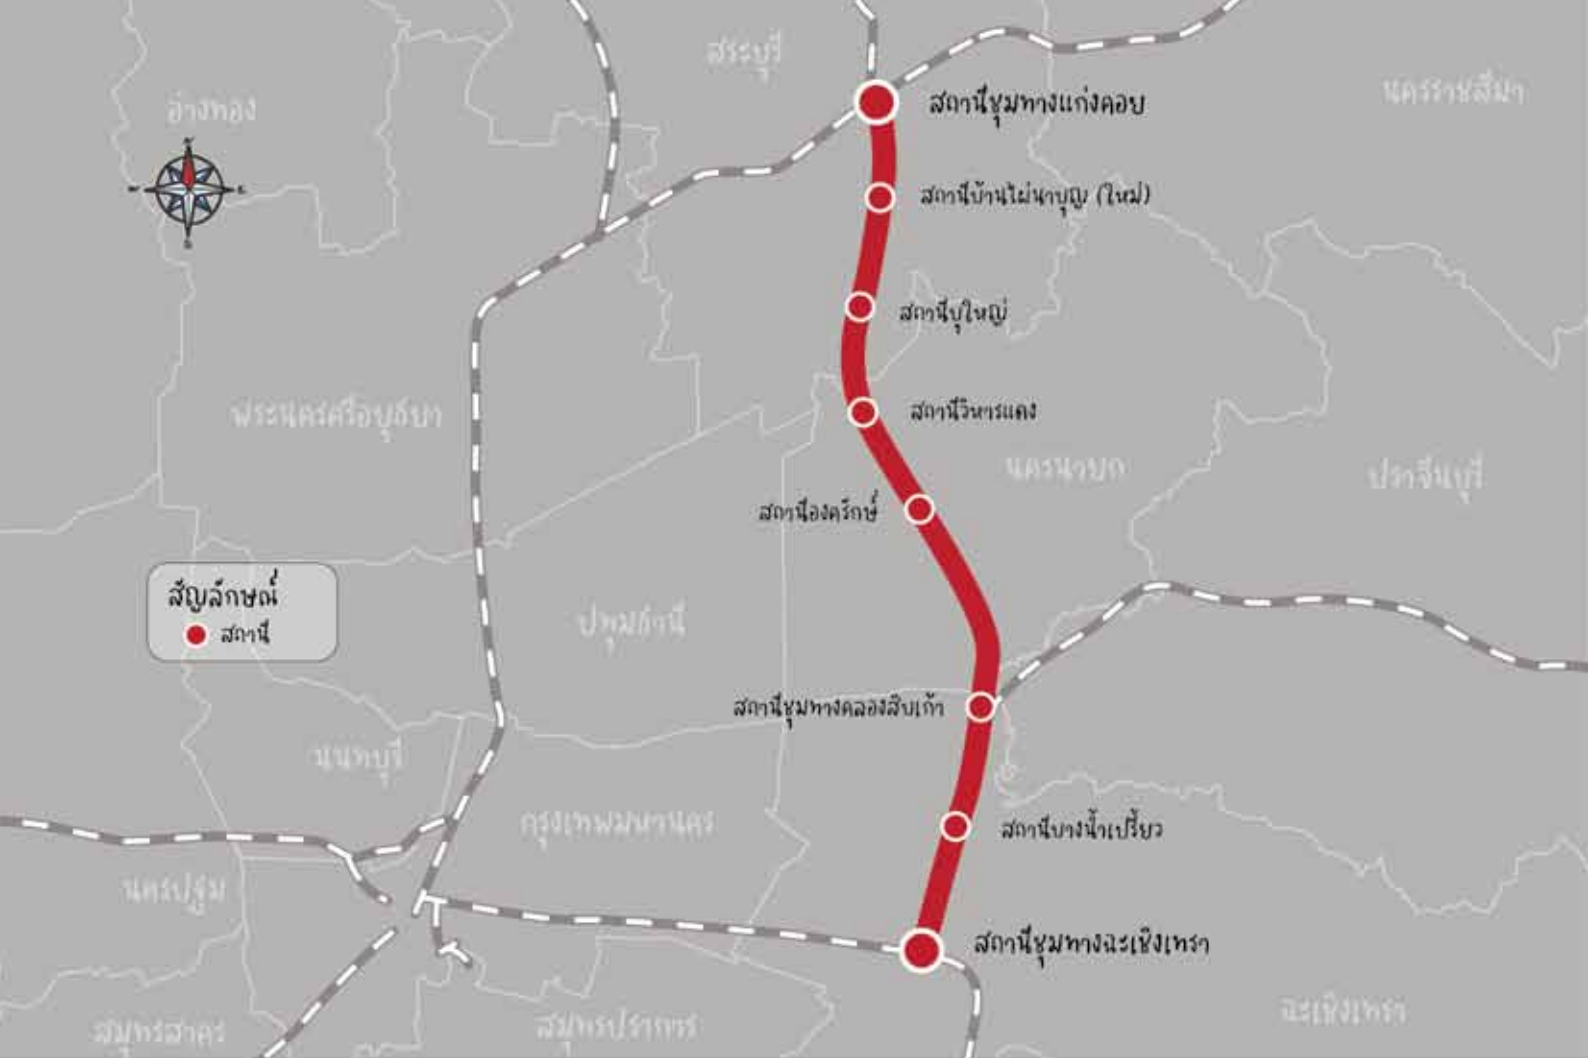 สระบุรี
นครราชสีมา
อ่างทอง
สถานีชุมทางแก่งคอย
N
W
E
S
สถานีบ้านไผ่นาบุญ (ใหม่)
สถานีบุใหญ่
พระนครศรีอยุธยา
สถานีวิหารแดง
นครนายก
ปราจีนบุรี
สถานีองครักษ์
สัญลักษณ์
สถานี
ปทุมธานี
สถานีชุมทางคลองสิบเก้า
นนทบุรี
กรุงเทพมหานคร
สถานีบางน้ำเปรี้ยว
นครปฐม
สถานีชุมทางฉะเชิงเทรา
สมุทรสาคร
สมุทรปราการ
ฉะเชิงเทรา